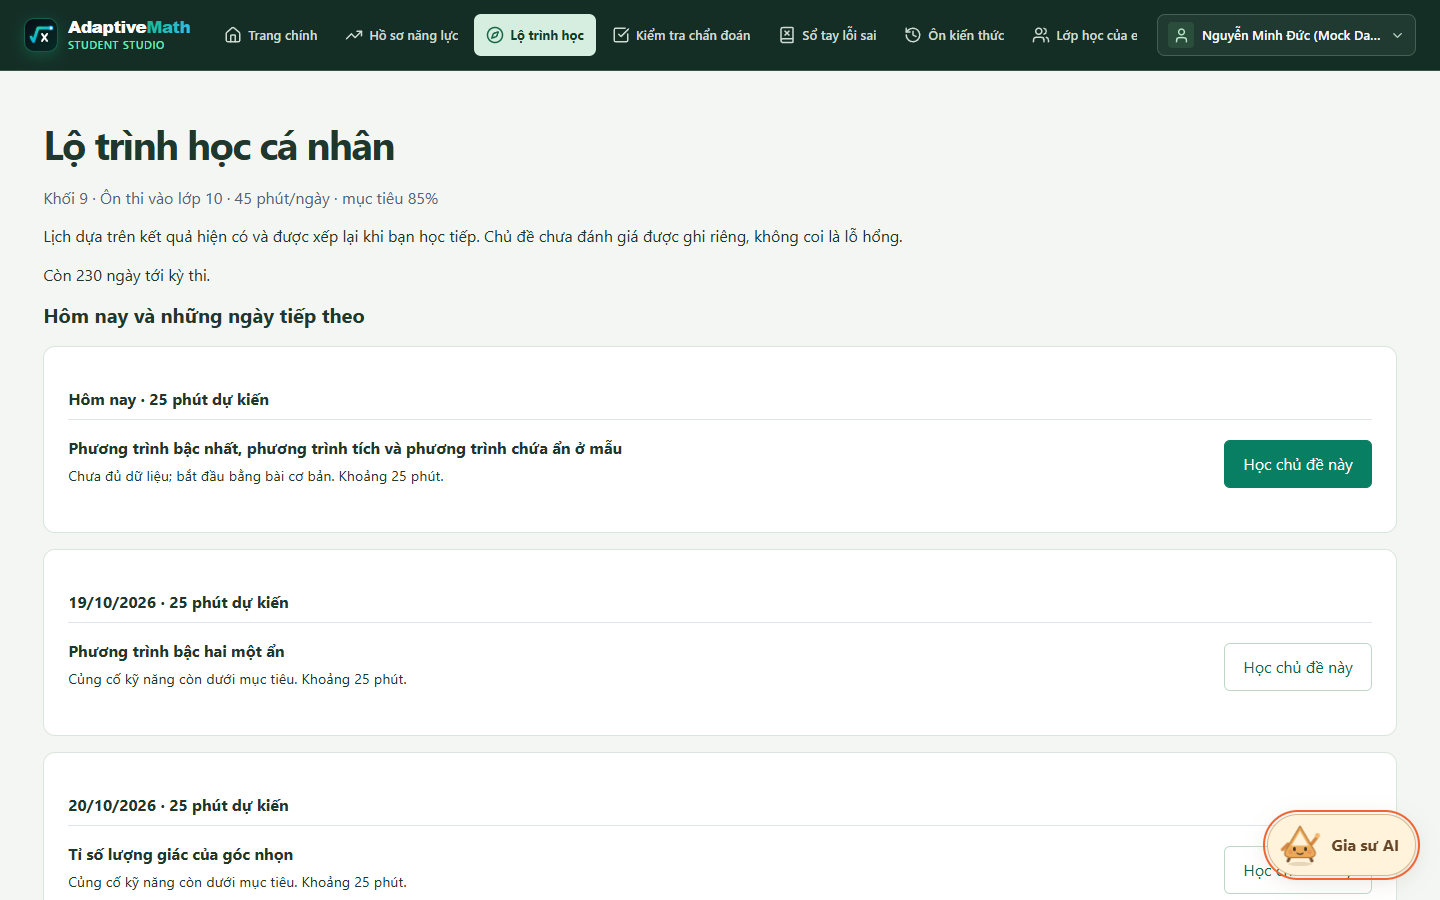 AdaptiveMath
STUDENT STUDIO
Trang chính
Hồ sơ năng lực
Lộ trình học
Kiểm tra chẩn đoán
Sổ tay lỗi sai
Ôn kiến thức
Lớp học của e
Nguyễn Minh Đức (Mock Da...
Lộ trình học cá nhân
Khối 9 · Ôn thi vào lớp 10 · 45 phút/ngày · mục tiêu 85%
Lịch dựa trên kết quả hiện có và được xếp lại khi bạn học tiếp. Chủ đề chưa đánh giá được ghi riêng, không coi là lỗ hổng.
Còn 230 ngày tới kỳ thi.
Hôm nay và những ngày tiếp theo
Hôm nay · 25 phút dự kiến
Phương trình bậc nhất, phương trình tích và phương trình chứa ẩn ở mẫu
Chưa đủ dữ liệu; bắt đầu bằng bài cơ bản. Khoảng 25 phút.
Học chủ đề này
19/10/2026 · 25 phút dự kiến
Phương trình bậc hai một ẩn
Củng cố kỹ năng còn dưới mục tiêu. Khoảng 25 phút.
Học chủ đề này
20/10/2026 · 25 phút dự kiến
Tỉ số lượng giác của góc nhọn
Củng cố kỹ năng còn dưới mục tiêu. Khoảng 25 phút.
Học
Gia sư AI